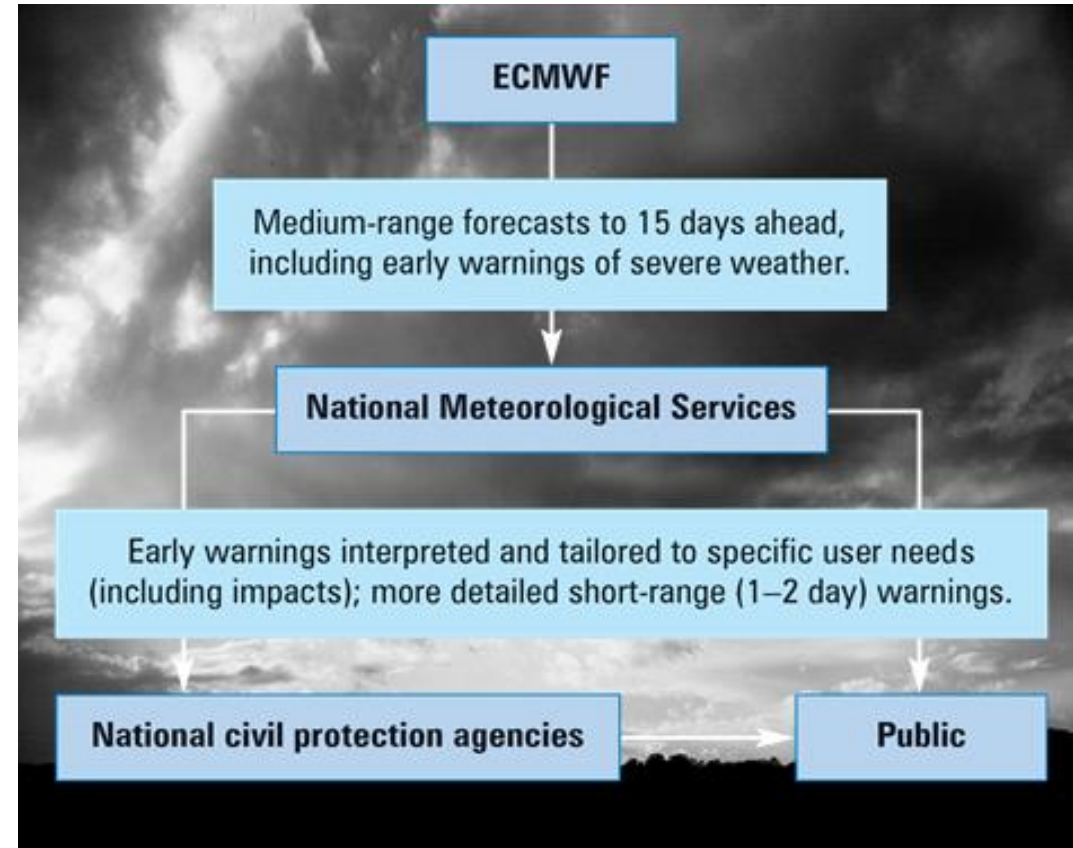 ECMWF
Medium-range forecasts to 15 days ahead,
including early warnings of severe weather.
National Meteorological Services
Early warnings interpreted and tailored to specific user needs
(including impacts); more detailed short-range (1–2 day) warnings.
National civil protection agencies
Public